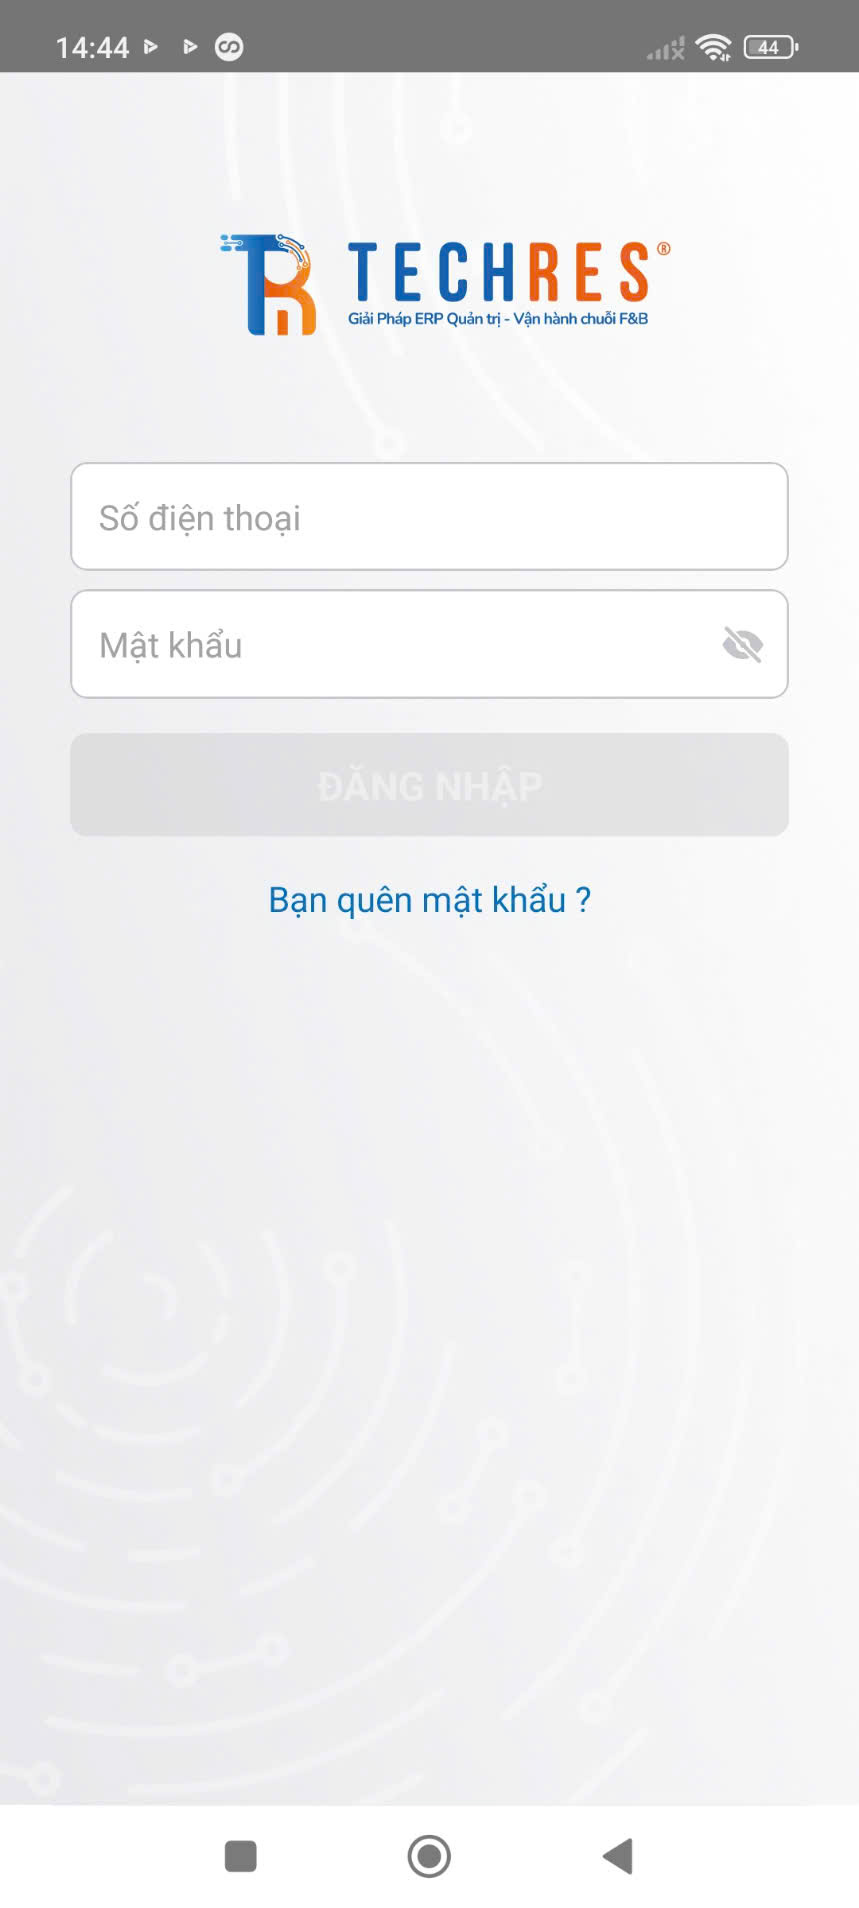 14:44
44
TECHRES®
Giải Pháp ERP Quản trị - Vận hành chuỗi F&B
Số điện thoại
Mật khẩu
ĐĂNG NHẬP
Bạn quên mật khẩu ?